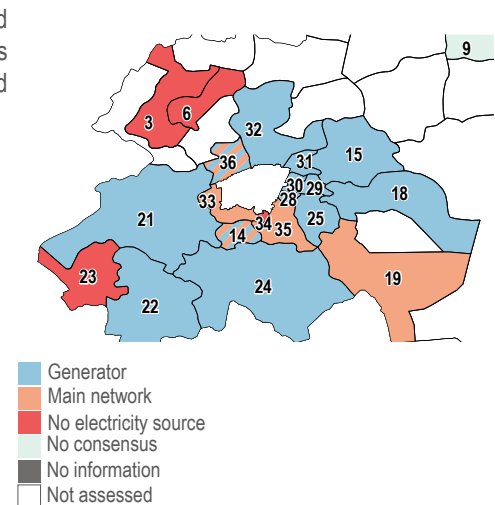 d
s
d
9
3
6
32
36
31
15
30
29
28
18
33
21
34
35
25
14
23
24
19
22
Generator
Main network
No electricity source
No consensus
No information
Not assessed